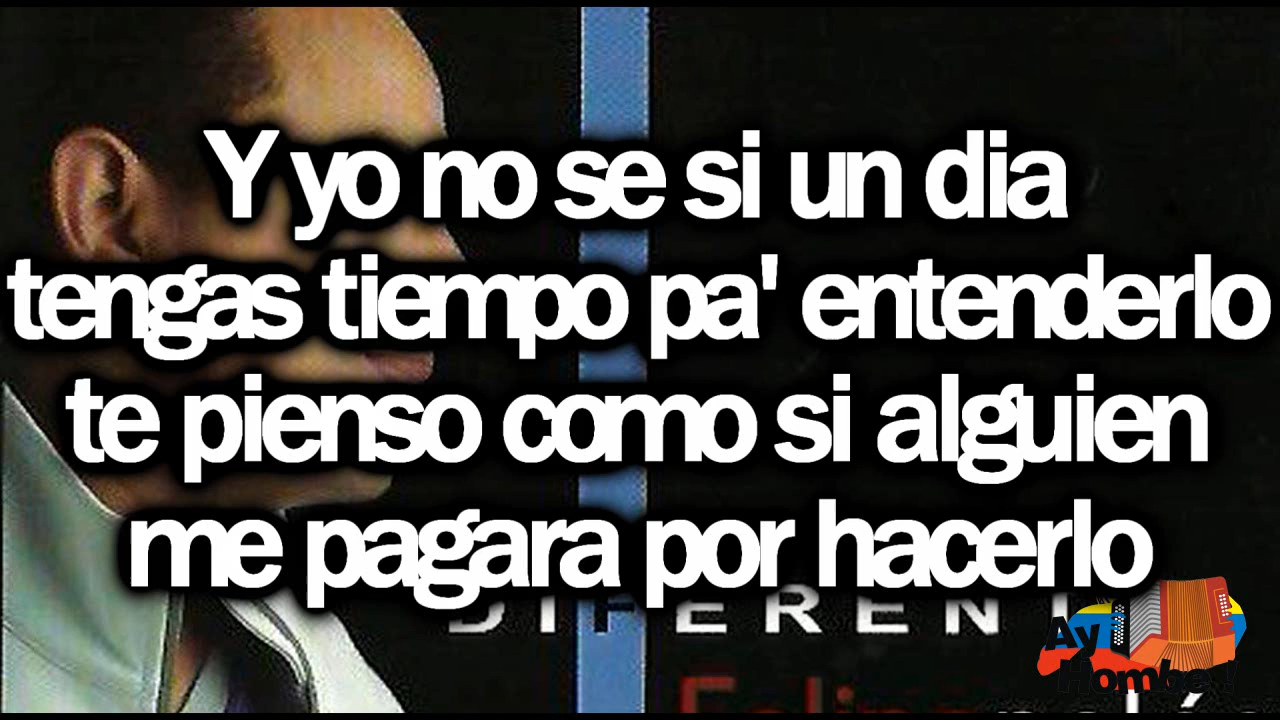 Y yo no se si un dia
tengas tiempo pa' entenderlo
te pienso como si alguien
me pagara por hacerlo
DIFEREN
Ay
Hombe